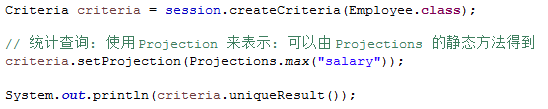 Criteria criteria = session.createCriteria(Employee.class);
// 统计查询: 使用 Projection 来表示: 可以由 Projections 的静态方法得到
criteria.setProjection(Projections.max("salary"));
System.out.println(criteria.uniqueResult());